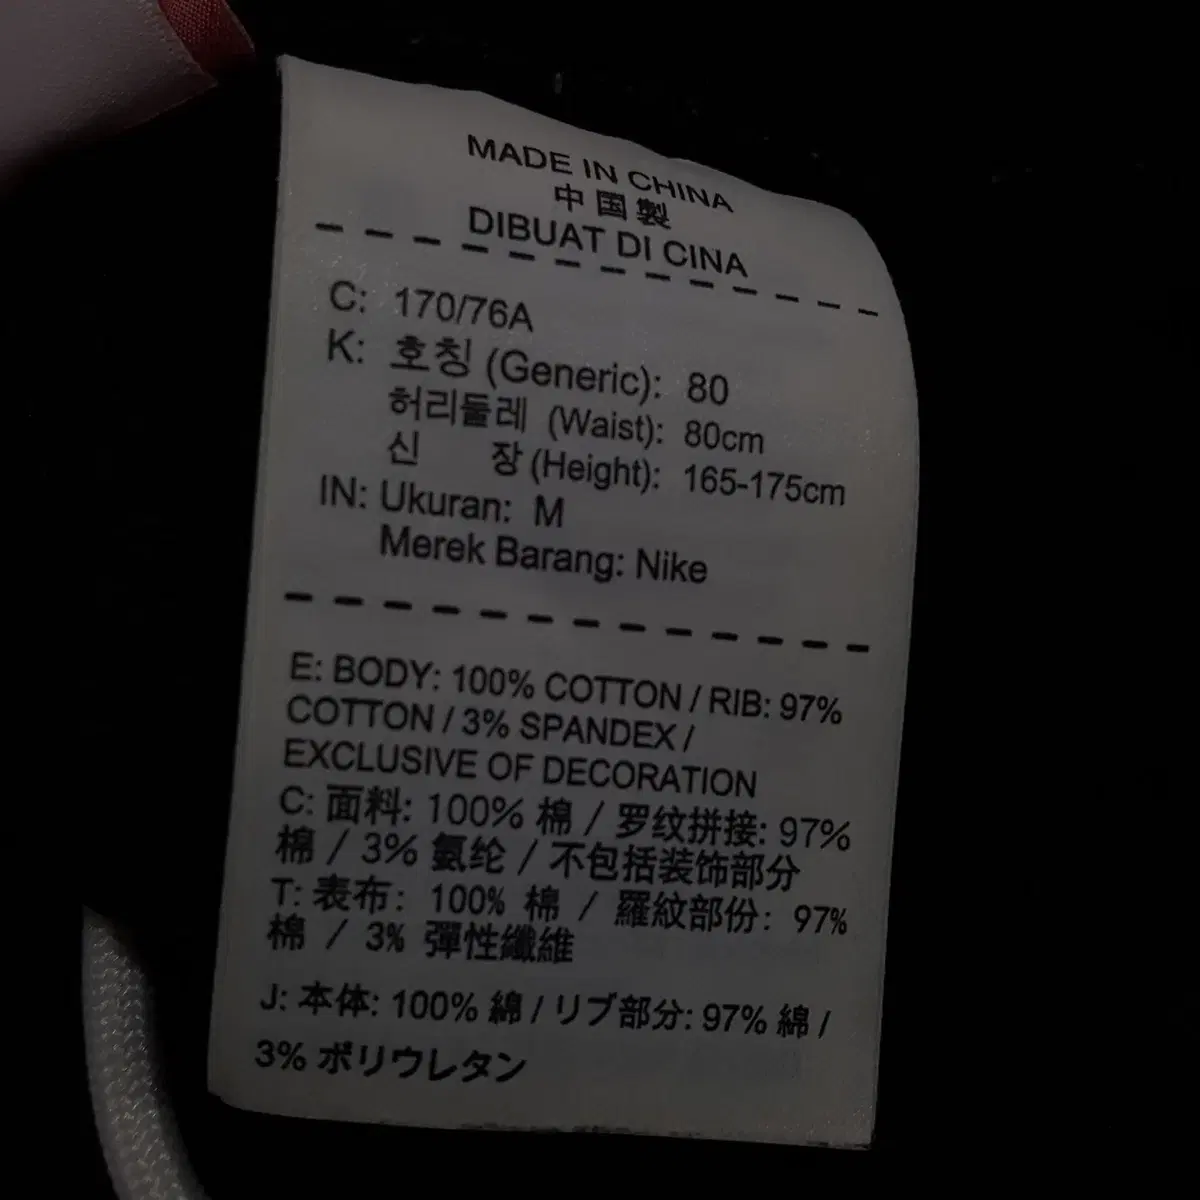 MADE IN CHINA
中国製
DIBUAT DI CINA
C: 170/76A
K: 호칭 (Generic): 80
허리둘레 (Waist): 80cm
신 장 (Height): 165-175cm
IN: Ukuran: M
Merek Barang: Nike
E: BODY: 100% COTTON / RIB: 97%
COTTON / 3% SPANDEX /
EXCLUSIVE OF DECORATION
C: 面料: 100% 棉 / 罗纹拼接: 97%
棉 / 3% 氨纶 / 不包括装饰部分
T: 表布: 100% 棉 / 羅紋部份: 97%
棉 / 3% 彈性纖維
J: 本体: 100% 綿 / リブ部分: 97% 綿 /
3% ポリウレタン